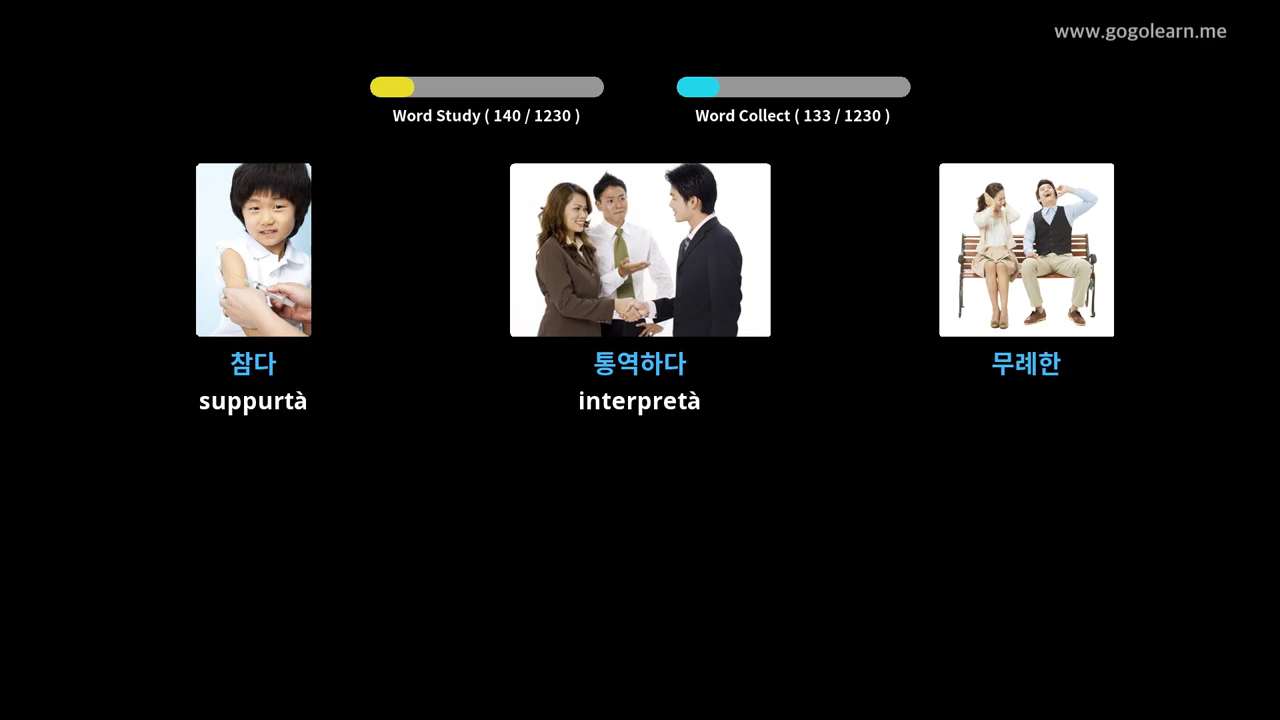 www.gogolearn.me
Word Study ( 140 / 1230 )
Word Collect ( 133 / 1230 )
참다
통역하다
무례한
suppurtà
interpretà